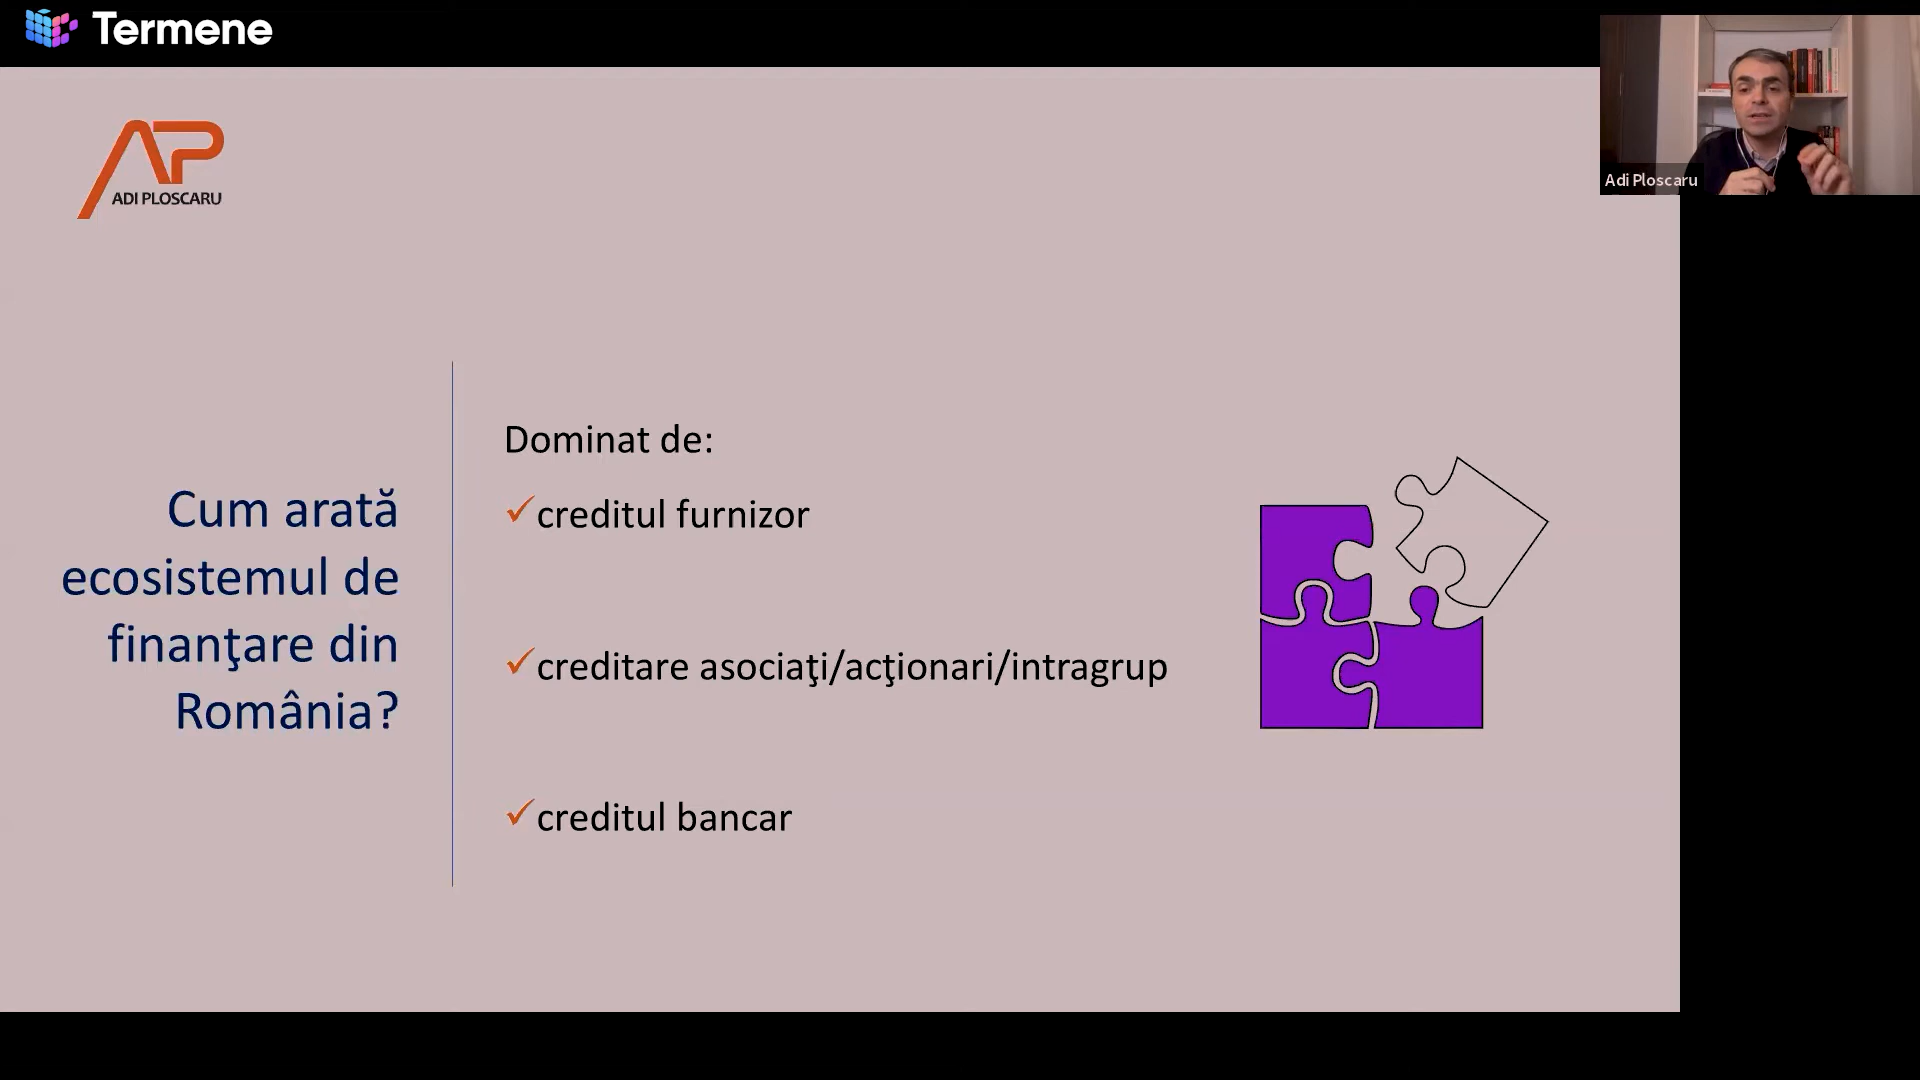 Termene
Adi Ploscaru
AP
ADI PLOSCARU
Cum arată
ecosistemul de
finanţare din
România?
Dominat de:
✓creditul furnizor
✓creditare asociaţi/acţionari/intragrup
✓creditul bancar